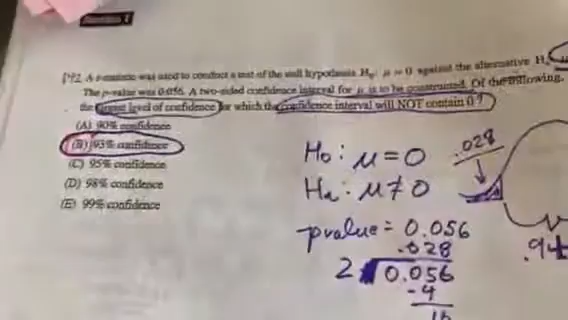 A t-statistic was used to conduct a test of the null hypothesis H₀: μ = 0 against the alternative Hₐ
The p-value was 0.056. A two-sided confidence interval for μ is to be constructed. Of the following,
the largest level of confidence for which the confidence interval will NOT contain 0?
(A) 90% confidence
(B) 93% confidence
(C) 95% confidence
(D) 98% confidence
(E) 99% confidence
H₀: μ = 0
Hₐ: μ ≠ 0
.028
pvalue = 0.056
.94
.028
2 0.056
-4
16